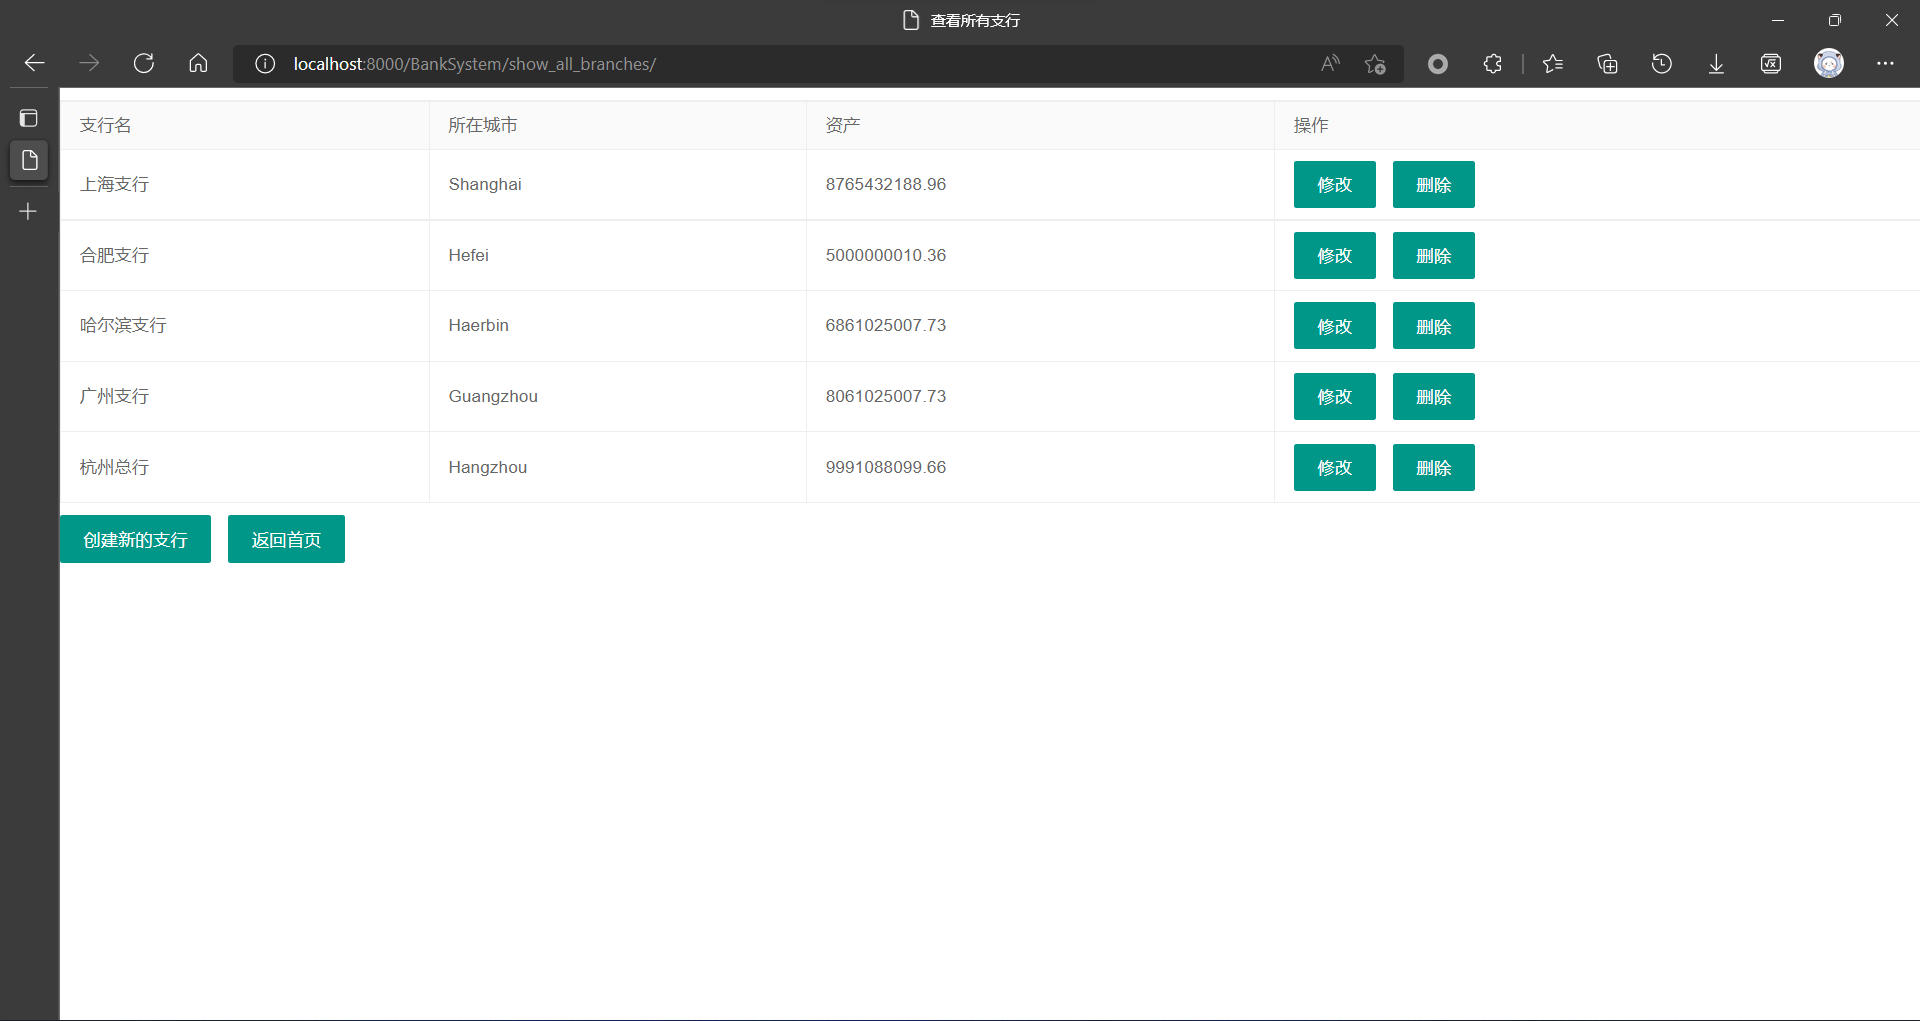 查看所有支行
localhost:8000/BankSystem/show_all_branches/
支行名 所在城市 资产 操作
上海支行 Shanghai 8765432188.96 修改 删除
合肥支行 Hefei 5000000010.36 修改 删除
哈尔滨支行 Haerbin 6861025007.73 修改 删除
广州支行 Guangzhou 8061025007.73 修改 删除
杭州总行 Hangzhou 9991088099.66 修改 删除
创建新的支行 返回首页